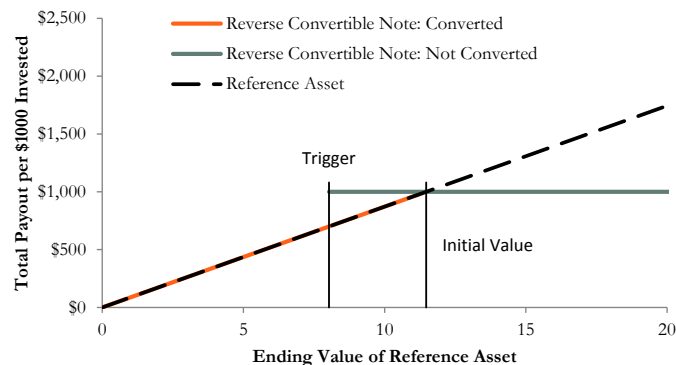 $2,500
Reverse Convertible Note: Converted
Reverse Convertible Note: Not Converted
$2,000
Reference Asset
$1,500
Trigger
$1,000
Initial Value
$500
$0
Total Payout per $1000 Invested
0
5
10
15
20
Ending Value of Reference Asset